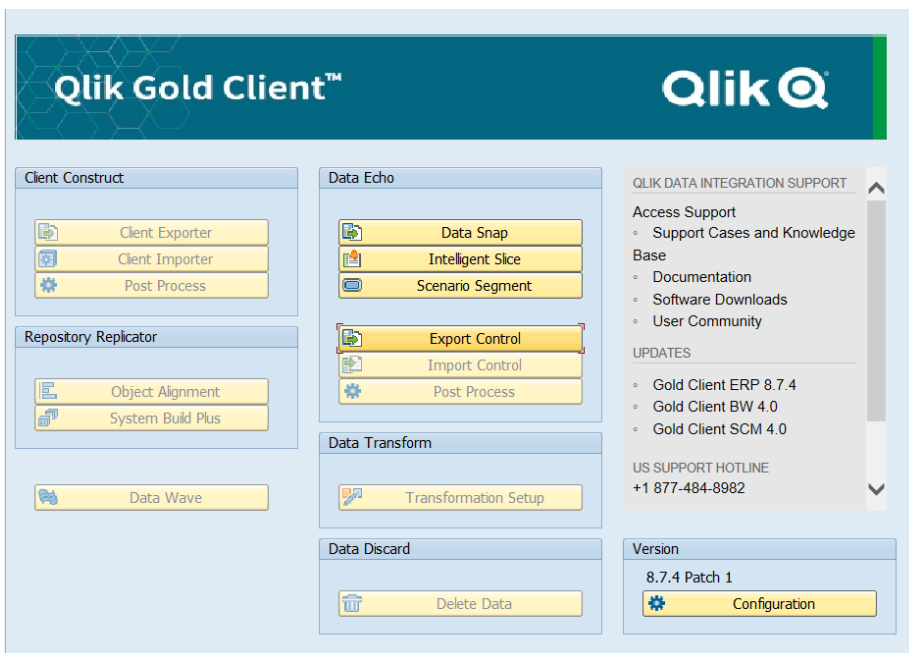 Qlik Gold Client™
Qlik
Client Construct
Client Exporter
Client Importer
Post Process
Repository Replicator
Object Alignment
System Build Plus
Data Wave
Data Echo
Data Snap
Intelligent Slice
Scenario Segment
Export Control
Import Control
Post Process
Data Transform
Transformation Setup
Data Discard
Delete Data
QLIK DATA INTEGRATION SUPPORT
Access Support
◦ Support Cases and Knowledge
Base
◦ Documentation
◦ Software Downloads
◦ User Community
UPDATES
◦ Gold Client ERP 8.7.4
◦ Gold Client BW 4.0
◦ Gold Client SCM 4.0
US SUPPORT HOTLINE
+1 877-484-8982
Version
8.7.4 Patch 1
Configuration